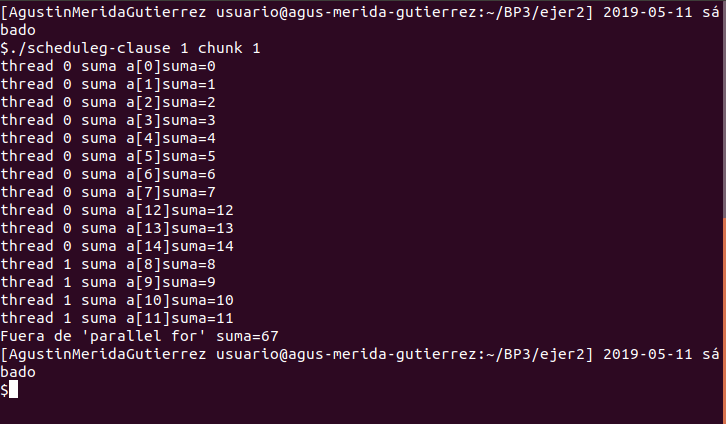 [AgustinMeridaGutierrez usuario@agus-merida-gutierrez:~/BP3/ejer2] 2019-05-11 sá
bado
$./scheduleg-clause 1 chunk 1
thread 0 suma a[0]suma=0
thread 0 suma a[1]suma=1
thread 0 suma a[2]suma=2
thread 0 suma a[3]suma=3
thread 0 suma a[4]suma=4
thread 0 suma a[5]suma=5
thread 0 suma a[6]suma=6
thread 0 suma a[7]suma=7
thread 0 suma a[12]suma=12
thread 0 suma a[13]suma=13
thread 0 suma a[14]suma=14
thread 1 suma a[8]suma=8
thread 1 suma a[9]suma=9
thread 1 suma a[10]suma=10
thread 1 suma a[11]suma=11
Fuera de 'parallel for' suma=67
[AgustinMeridaGutierrez usuario@agus-merida-gutierrez:~/BP3/ejer2] 2019-05-11 sá
bado
$